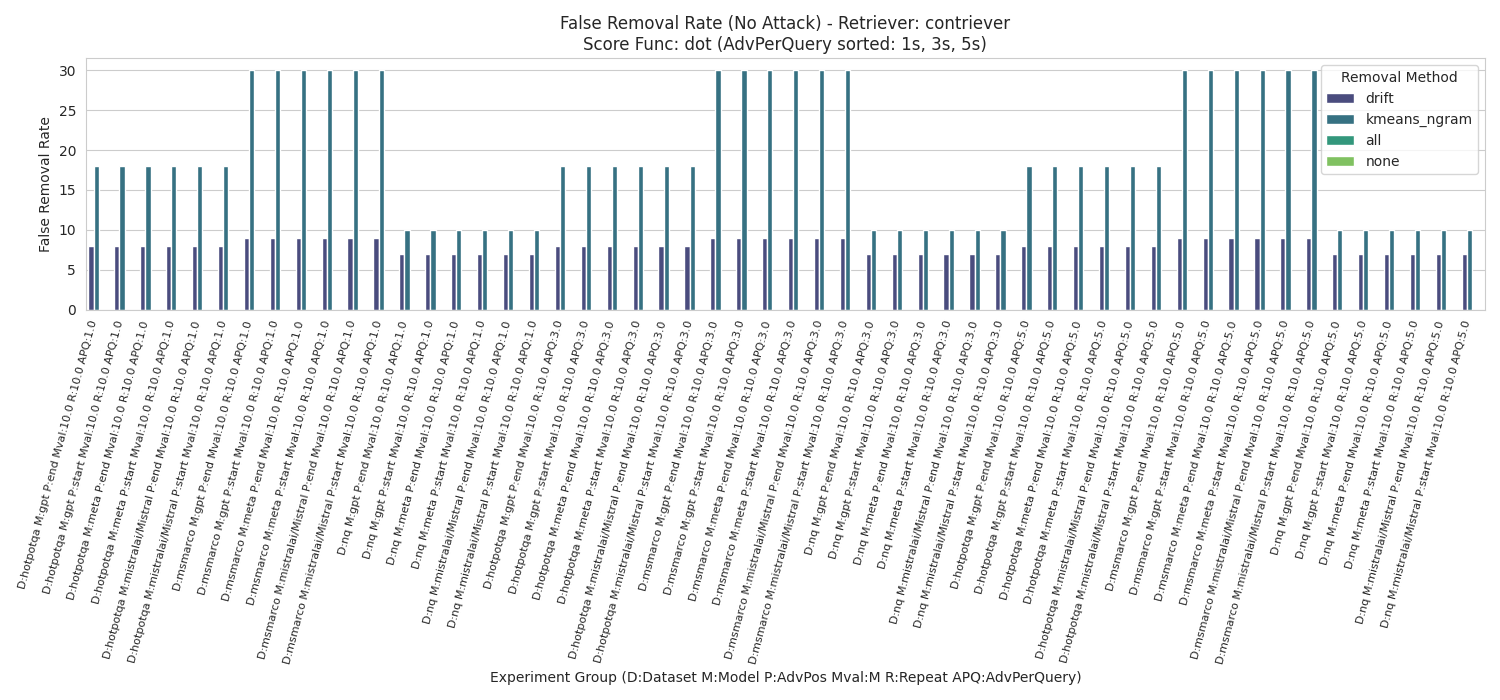 False Removal Rate (No Attack) - Retriever: contriever
Score Func: dot (AdvPerQuery sorted: 1s, 3s, 5s)
False Removal Rate
30
25
20
15
10
5
0
Removal Method
drift
kmeans_ngram
all
none
D:hotpotqa M:gpt P:end Mval:10.0 R:10.0 APQ:1.0
D:hotpotqa M:gpt P:start Mval:10.0 R:10.0 APQ:1.0
D:hotpotqa M:meta P:end Mval:10.0 R:10.0 APQ:1.0
D:hotpotqa M:meta P:start Mval:10.0 R:10.0 APQ:1.0
D:hotpotqa M:mistralai/Mistral P:end Mval:10.0 R:10.0 APQ:1.0
D:hotpotqa M:mistralai/Mistral P:start Mval:10.0 R:10.0 APQ:1.0
D:msmarco M:gpt P:end Mval:10.0 R:10.0 APQ:1.0
D:msmarco M:gpt P:start Mval:10.0 R:10.0 APQ:1.0
D:msmarco M:meta P:end Mval:10.0 R:10.0 APQ:1.0
D:msmarco M:meta P:start Mval:10.0 R:10.0 APQ:1.0
D:msmarco M:mistralai/Mistral P:end Mval:10.0 R:10.0 APQ:1.0
D:msmarco M:mistralai/Mistral P:start Mval:10.0 R:10.0 APQ:1.0
D:nq M:gpt P:end Mval:10.0 R:10.0 APQ:1.0
D:nq M:gpt P:start Mval:10.0 R:10.0 APQ:1.0
D:nq M:meta P:end Mval:10.0 R:10.0 APQ:1.0
D:nq M:meta P:start Mval:10.0 R:10.0 APQ:1.0
D:nq M:mistralai/Mistral P:end Mval:10.0 R:10.0 APQ:1.0
D:nq M:mistralai/Mistral P:start Mval:10.0 R:10.0 APQ:1.0
D:hotpotqa M:gpt P:end Mval:10.0 R:10.0 APQ:3.0
D:hotpotqa M:gpt P:start Mval:10.0 R:10.0 APQ:3.0
D:hotpotqa M:meta P:end Mval:10.0 R:10.0 APQ:3.0
D:hotpotqa M:meta P:start Mval:10.0 R:10.0 APQ:3.0
D:hotpotqa M:mistralai/Mistral P:end Mval:10.0 R:10.0 APQ:3.0
D:hotpotqa M:mistralai/Mistral P:start Mval:10.0 R:10.0 APQ:3.0
D:msmarco M:gpt P:end Mval:10.0 R:10.0 APQ:3.0
D:msmarco M:gpt P:start Mval:10.0 R:10.0 APQ:3.0
D:msmarco M:meta P:end Mval:10.0 R:10.0 APQ:3.0
D:msmarco M:meta P:start Mval:10.0 R:10.0 APQ:3.0
D:msmarco M:mistralai/Mistral P:end Mval:10.0 R:10.0 APQ:3.0
D:msmarco M:mistralai/Mistral P:start Mval:10.0 R:10.0 APQ:3.0
D:nq M:gpt P:end Mval:10.0 R:10.0 APQ:3.0
D:nq M:gpt P:start Mval:10.0 R:10.0 APQ:3.0
D:nq M:meta P:end Mval:10.0 R:10.0 APQ:3.0
D:nq M:meta P:start Mval:10.0 R:10.0 APQ:3.0
D:nq M:mistralai/Mistral P:end Mval:10.0 R:10.0 APQ:3.0
D:nq M:mistralai/Mistral P:start Mval:10.0 R:10.0 APQ:3.0
D:hotpotqa M:gpt P:end Mval:10.0 R:10.0 APQ:5.0
D:hotpotqa M:gpt P:start Mval:10.0 R:10.0 APQ:5.0
D:hotpotqa M:meta P:end Mval:10.0 R:10.0 APQ:5.0
D:hotpotqa M:meta P:start Mval:10.0 R:10.0 APQ:5.0
D:hotpotqa M:mistralai/Mistral P:end Mval:10.0 R:10.0 APQ:5.0
D:hotpotqa M:mistralai/Mistral P:start Mval:10.0 R:10.0 APQ:5.0
D:msmarco M:gpt P:end Mval:10.0 R:10.0 APQ:5.0
D:msmarco M:gpt P:start Mval:10.0 R:10.0 APQ:5.0
D:msmarco M:meta P:end Mval:10.0 R:10.0 APQ:5.0
D:msmarco M:meta P:start Mval:10.0 R:10.0 APQ:5.0
D:msmarco M:mistralai/Mistral P:end Mval:10.0 R:10.0 APQ:5.0
D:msmarco M:mistralai/Mistral P:start Mval:10.0 R:10.0 APQ:5.0
D:nq M:gpt P:end Mval:10.0 R:10.0 APQ:5.0
D:nq M:gpt P:start Mval:10.0 R:10.0 APQ:5.0
D:nq M:meta P:end Mval:10.0 R:10.0 APQ:5.0
D:nq M:meta P:start Mval:10.0 R:10.0 APQ:5.0
D:nq M:mistralai/Mistral P:end Mval:10.0 R:10.0 APQ:5.0
D:nq M:mistralai/Mistral P:start Mval:10.0 R:10.0 APQ:5.0
Experiment Group (D:Dataset M:Model P:AdvPos Mval:M R:Repeat APQ:AdvPerQuery)